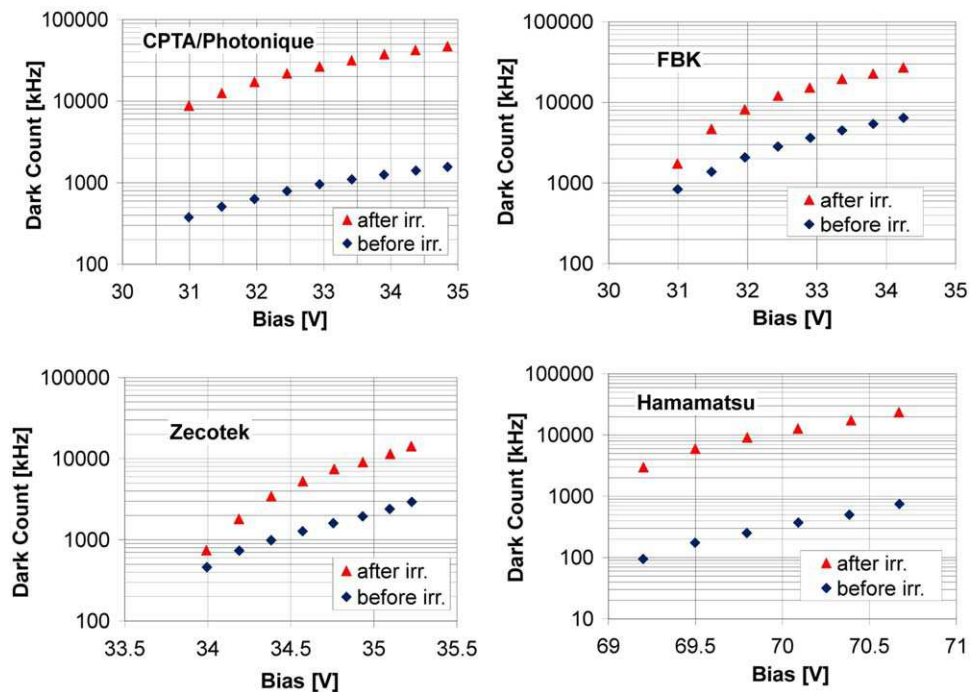 CPTA/Photonique
Dark Count [kHz]
100000
10000
1000
100
after irr.
before irr.
30 31 32 33 34 35
Bias [V]
FBK
Dark Count [kHz]
100000
10000
1000
100
after irr.
before irr.
30 31 32 33 34 35
Bias [V]
Zecotek
Dark Count [kHz]
100000
10000
1000
100
after irr.
before irr.
33.5 34 34.5 35 35.5
Bias [V]
Hamamatsu
Dark Count [kHz]
100000
10000
1000
100
10
after irr.
before irr.
69 69.5 70 70.5 71
Bias [V]